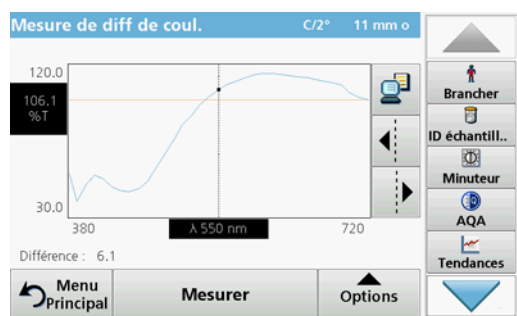 Mesure de diff de coul. C/2° 11 mm o
120.0
106.1
%T
30.0
380 λ 550 nm 720
Différence : 6.1
Menu
Principal
Mesurer
Options
Brancher
ID échantill..
Minuteur
AQA
Tendances